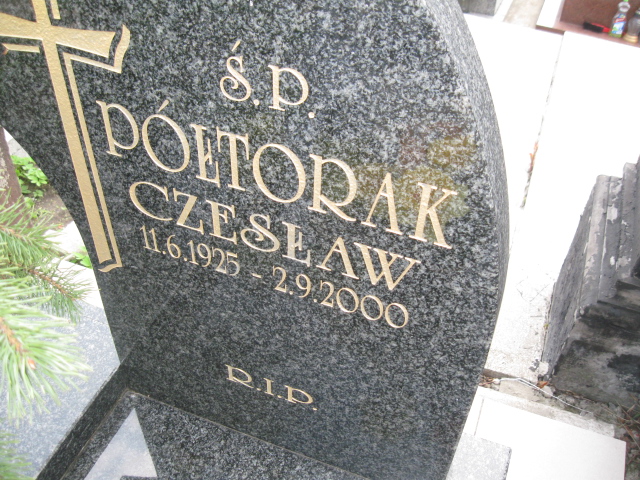 Ś.P.
PÓŁTORAK
CZESŁAW
11.6.1925 - 2.9.2000
R.I.P.